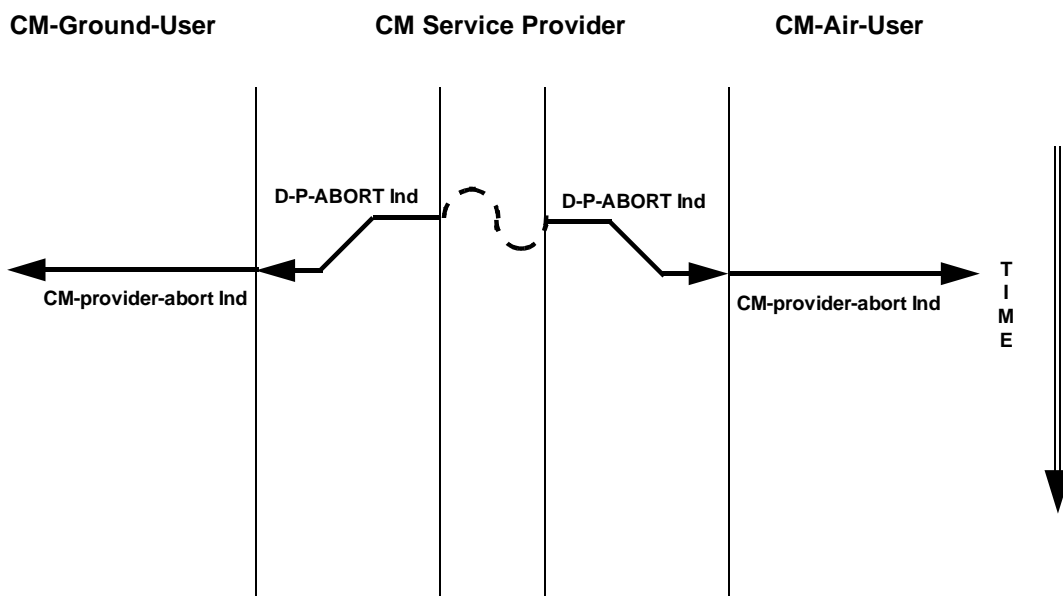 CM-Ground-User
CM Service Provider
CM-Air-User
D-P-ABORT Ind
D-P-ABORT Ind
CM-provider-abort Ind
CM-provider-abort Ind
T
I
M
E